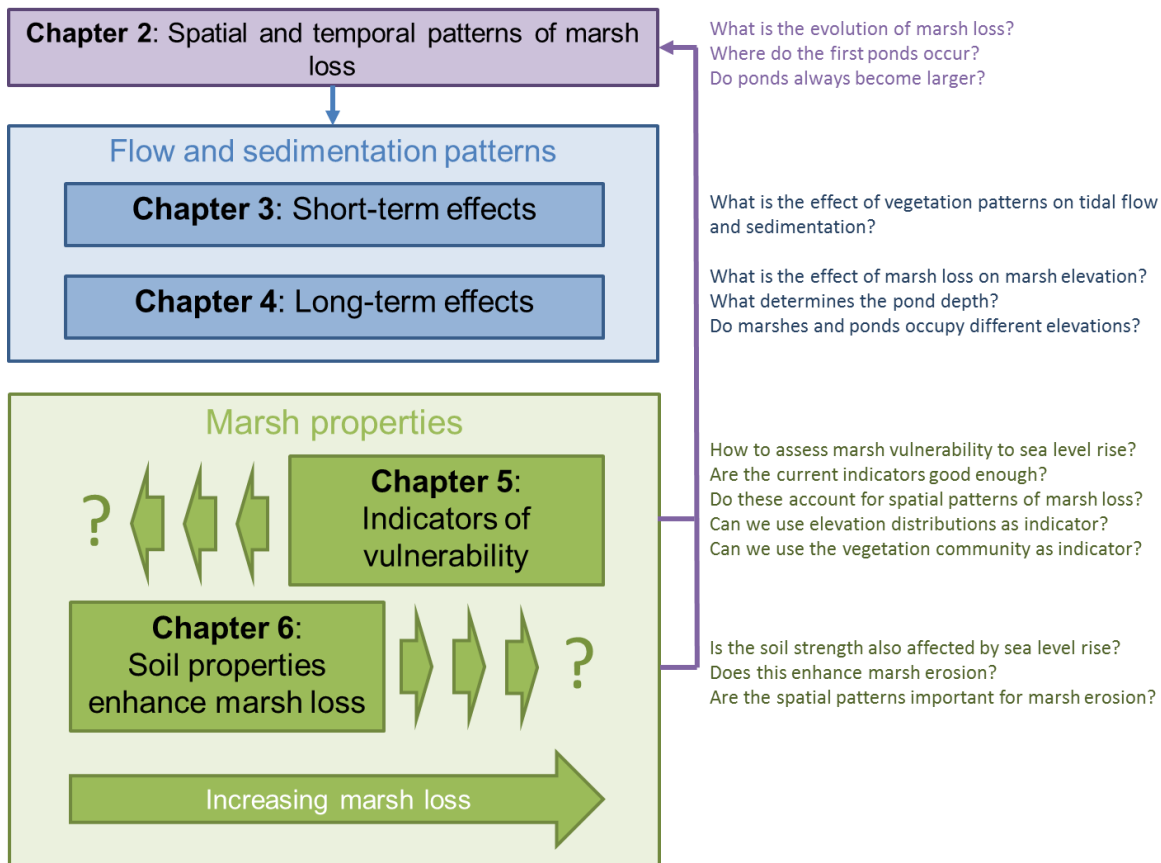 Chapter 2: Spatial and temporal patterns of marsh
loss
What is the evolution of marsh loss?
Where do the first ponds occur?
Do ponds always become larger?
Flow and sedimentation patterns
Chapter 3: Short-term effects
What is the effect of vegetation patterns on tidal flow
and sedimentation?
Chapter 4: Long-term effects
What is the effect of marsh loss on marsh elevation?
What determines the pond depth?
Do marshes and ponds occupy different elevations?
Marsh properties
?
Chapter 5:
Indicators of
vulnerability
How to assess marsh vulnerability to sea level rise?
Are the current indicators good enough?
Do these account for spatial patterns of marsh loss?
Can we use elevation distributions as indicator?
Can we use the vegetation community as indicator?
Chapter 6:
Soil properties
enhance marsh loss
?
Is the soil strength also affected by sea level rise?
Does this enhance marsh erosion?
Are the spatial patterns important for marsh erosion?
Increasing marsh loss